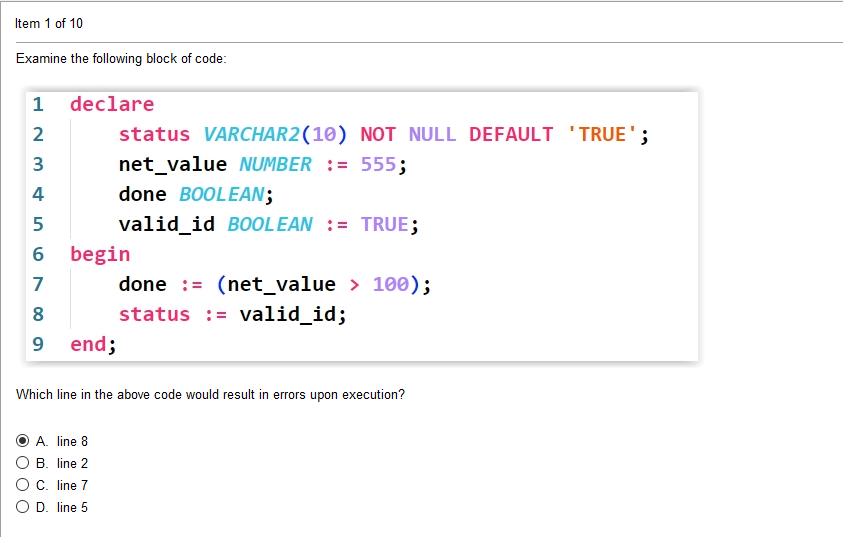 Item 1 of 10
Examine the following block of code:
1 declare
2 status VARCHAR2(10) NOT NULL DEFAULT 'TRUE';
3 net_value NUMBER := 555;
4 done BOOLEAN;
5 valid_id BOOLEAN := TRUE;
6 begin
7 done := (net_value > 100);
8 status := valid_id;
9 end;
Which line in the above code would result in errors upon execution?
A. line 8
B. line 2
C. line 7
D. line 5